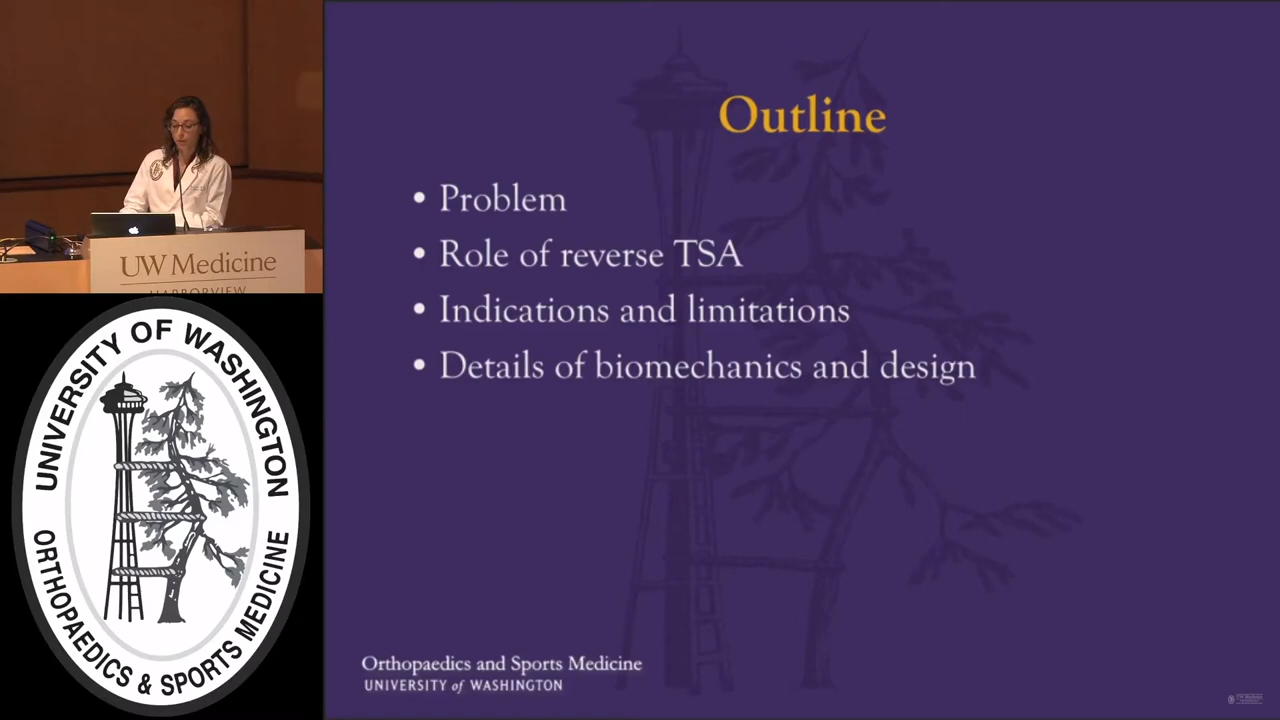 Outline
• Problem
• Role of reverse TSA
• Indications and limitations
• Details of biomechanics and design
Orthopaedics and Sports Medicine
UNIVERSITY of WASHINGTON
UW Medicine
HARBORVIEW
UNIVERSITY OF WASHINGTON
ORTHOPAEDICS & SPORTS MEDICINE